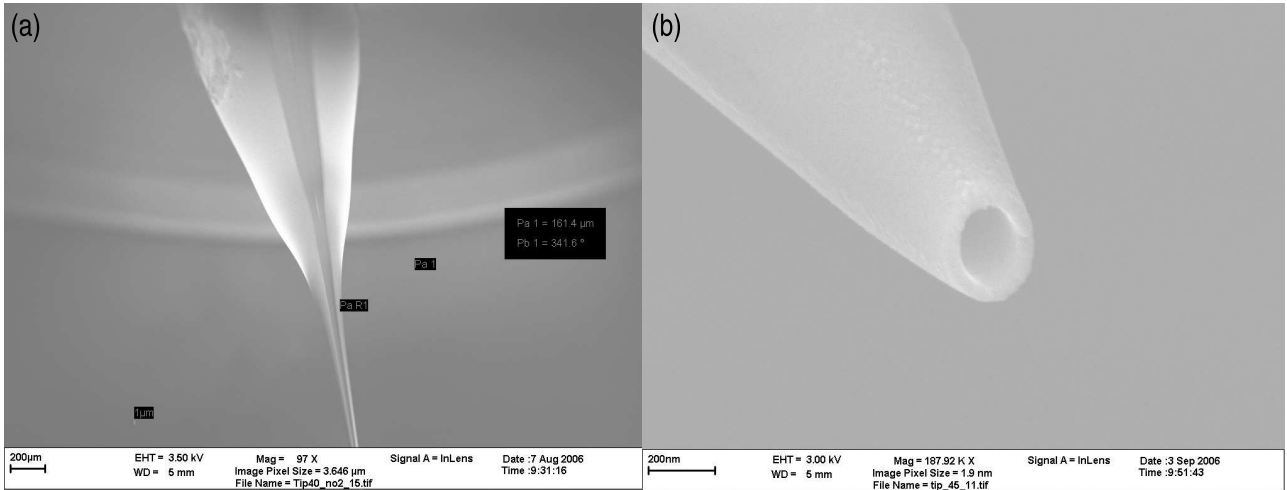 (a)
Pa 1 = 161.4 µm
Pb 1 = 341.6 °
Pa 1
Pa R1
1µm
200µm
EHT = 3.50 kV
WD = 5 mm
Mag = 97 X
Image Pixel Size = 3.646 µm
File Name = Tip40_no2_15.tif
Signal A = InLens
Date :7 Aug 2006
Time :9:31:16
(b)
200nm
EHT = 3.00 kV
WD = 5 mm
Mag = 187.92 K X
Image Pixel Size = 1.9 nm
File Name = tip_45_11.tif
Signal A = InLens
Date :3 Sep 2006
Time :9:51:43